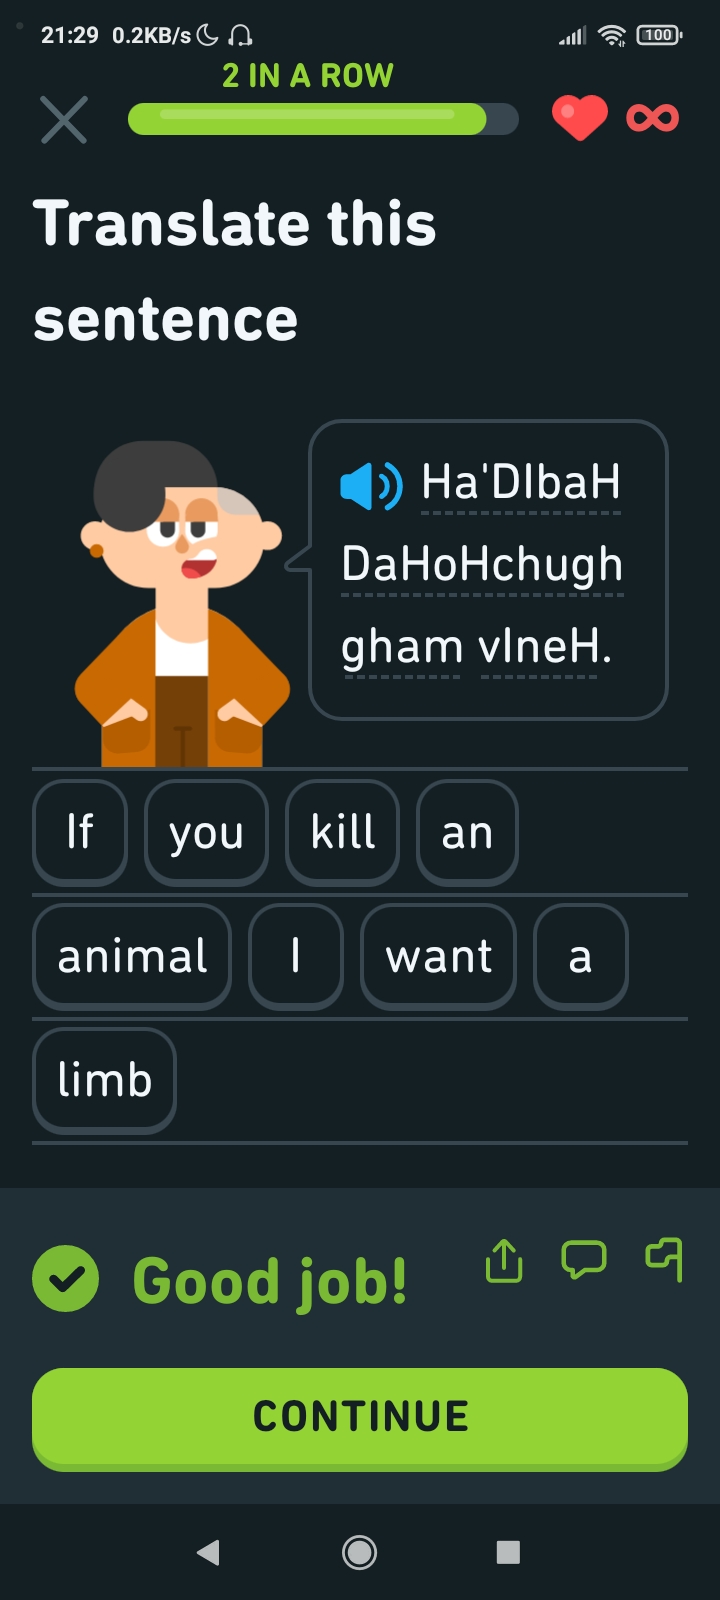 21:29 0.2KB/s 100
2 IN A ROW
Translate this
sentence
Ha'DIbaH
DaHoHchugh
gham vIneH.
If you kill an
animal I want a
limb
Good job!
CONTINUE